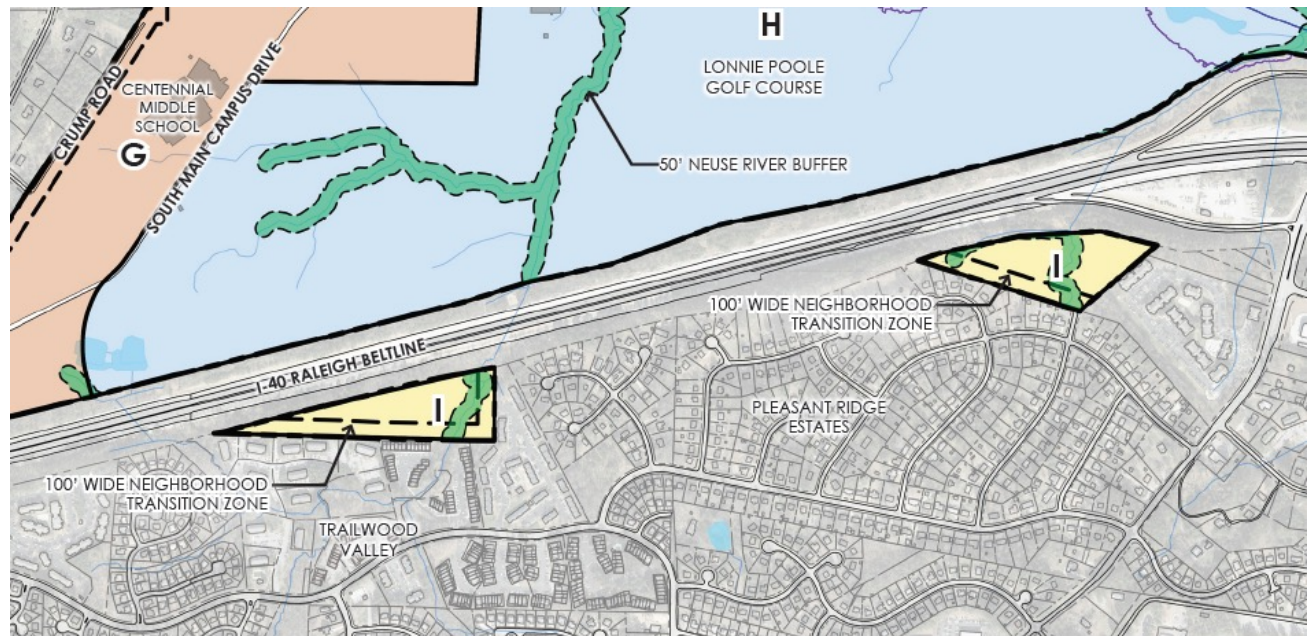 H
LONNIE POOLE
GOLF COURSE
CRUMP ROAD
CENTENNIAL
MIDDLE
SCHOOL
G
SOUTH MAIN CAMPUS DRIVE
50' NEUSE RIVER BUFFER
I
100' WIDE NEIGHBORHOOD
TRANSITION ZONE
I-40 RALEIGH BELTLINE
I
PLEASANT RIDGE
ESTATES
100' WIDE NEIGHBORHOOD
TRANSITION ZONE
TRAILWOOD
VALLEY